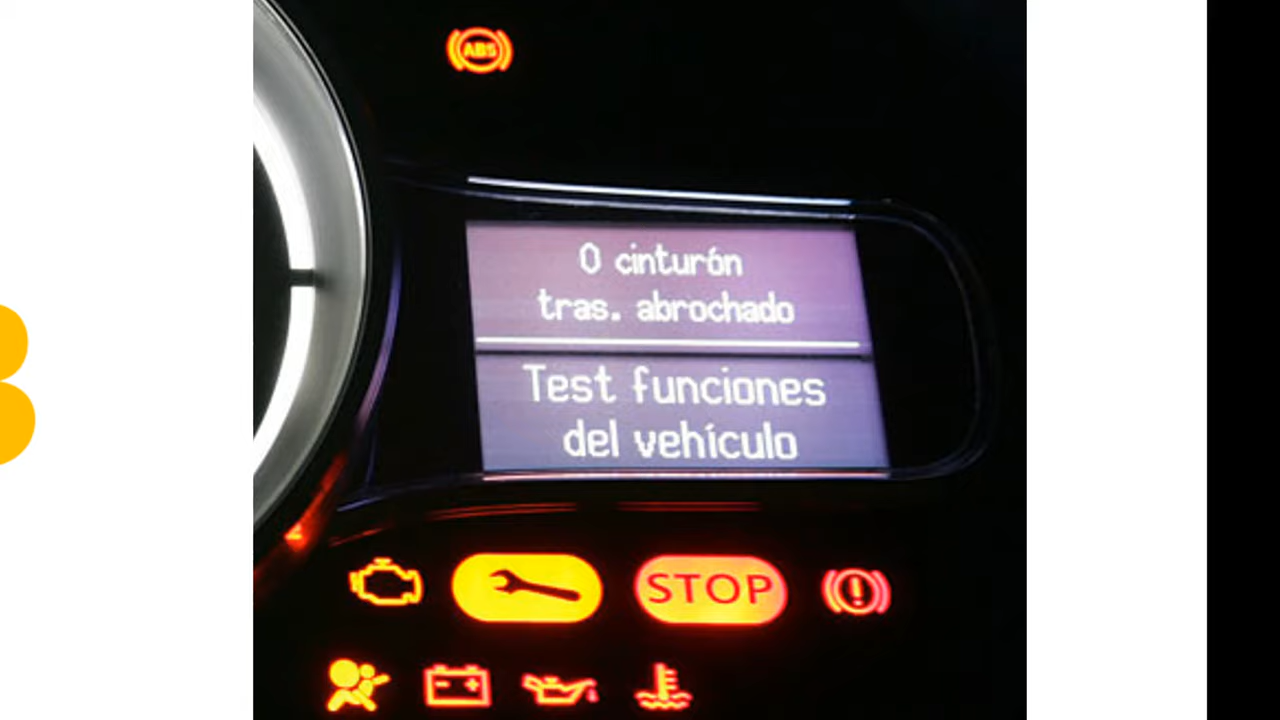 ABS
0 cinturón
tras. abrochado
Test funciones
del vehículo
STOP